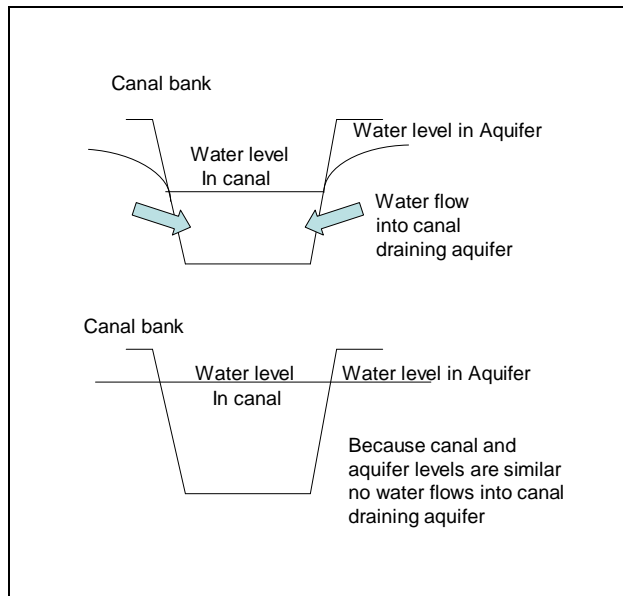 Canal bank
Water level in Aquifer
Water level
In canal
Water flow
into canal
draining aquifer
Canal bank
Water level
In canal
Water level in Aquifer
Because canal and
aquifer levels are similar
no water flows into canal
draining aquifer